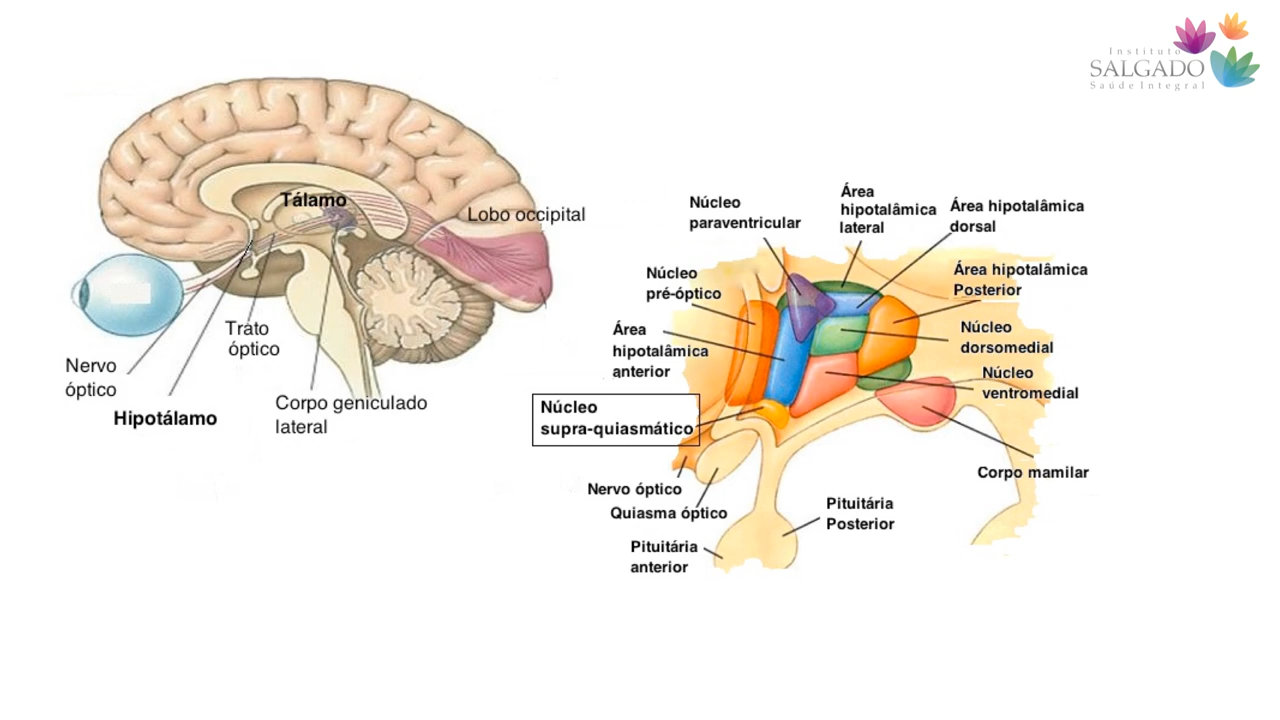 Instituto
SALGADO
Saúde Integral
Tálamo
Lobo occipital
Trato
óptico
Nervo
óptico
Hipotálamo
Corpo geniculado
lateral
Núcleo
paraventricular
Área
hipotalâmica
lateral
Área hipotalâmica
dorsal
Núcleo
pré-óptico
Área hipotalâmica
Posterior
Área
hipotalâmica
anterior
Núcleo
dorsomedial
Núcleo
ventromedial
Núcleo
supra-quiasmático
Corpo mamilar
Nervo óptico
Quiasma óptico
Pituitária
Posterior
Pituitária
anterior